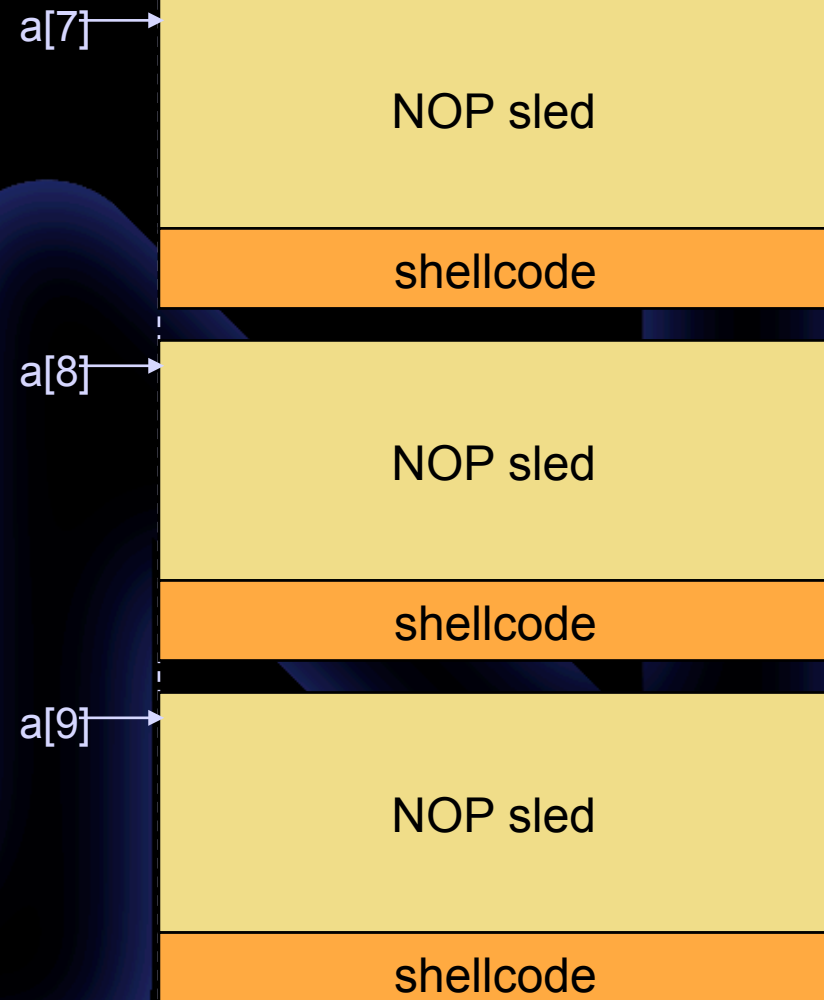 a[7]
NOP sled
shellcode
a[8]
NOP sled
shellcode
a[9]
NOP sled
shellcode